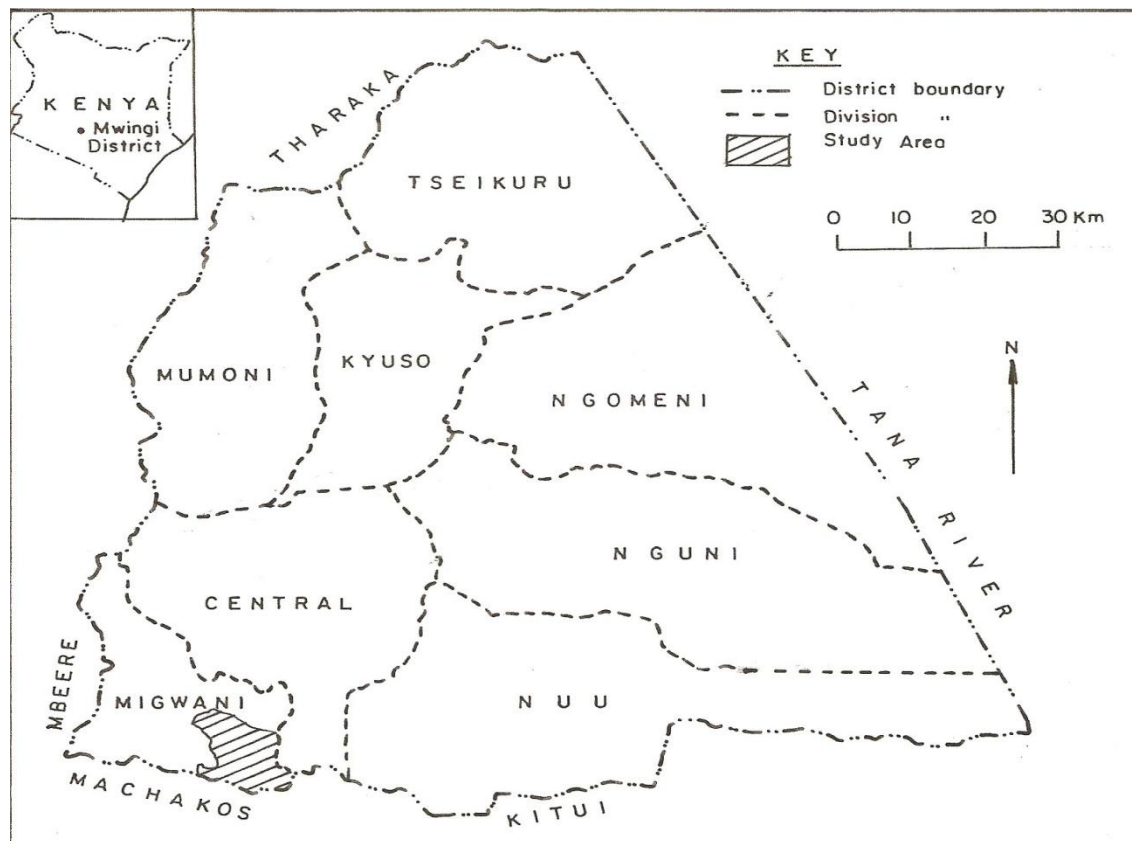 KENYA
Mwingi
District
KEY
District boundary
Division "
Study Area
0 10 20 30 Km
N
THARAKA
TSEIKURU
MUMONI
KYUSO
NGOMENI
TANA RIVER
NGUNI
CENTRAL
MBEERE
MIGWANI
NUU
MACHAKOS
KITUI